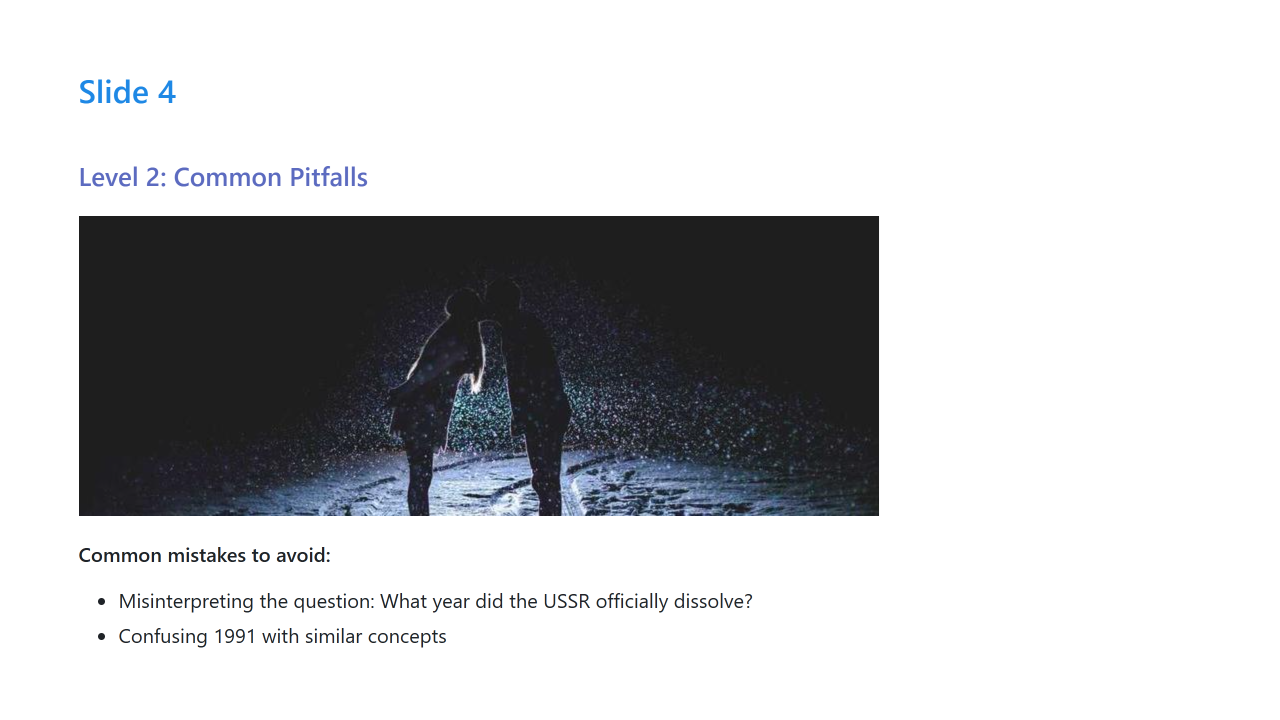 Slide 4
Level 2: Common Pitfalls
Common mistakes to avoid:
Misinterpreting the question: What year did the USSR officially dissolve?
Confusing 1991 with similar concepts